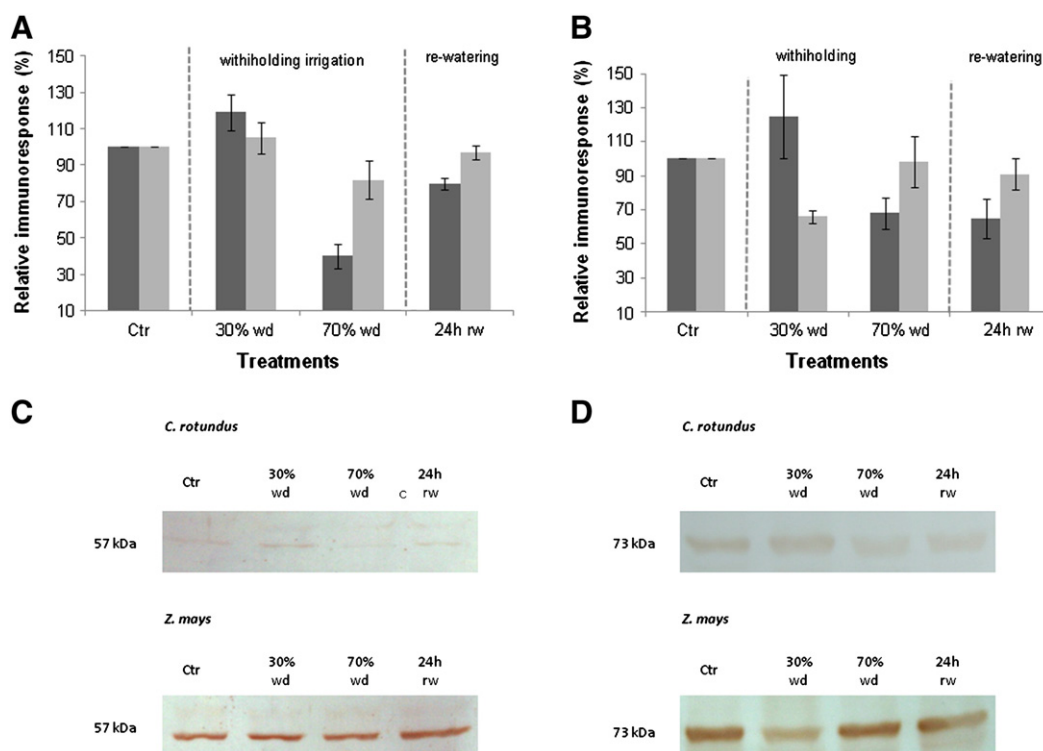 A
Relative immunoresponse (%)
150
130
110
90
70
50
30
10
withiholding irrigation
re-watering
Ctr 30% wd 70% wd 24h rw
Treatments
B
Relative immunoresponse (%)
150
130
110
90
70
50
30
10
withiholding
re-watering
Ctr 30% wd 70% wd 24h rw
Treatments
C
C. rotundus
Ctr 30% 70% 24h
wd wd c rw
57 kDa
Z. mays
Ctr 30% 70% 24h
wd wd rw
57 kDa
D
C. rotundus
Ctr 30% 70% 24h
wd wd rw
73 kDa
Z. mays
Ctr 30% 70% 24h
wd wd rw
73 kDa